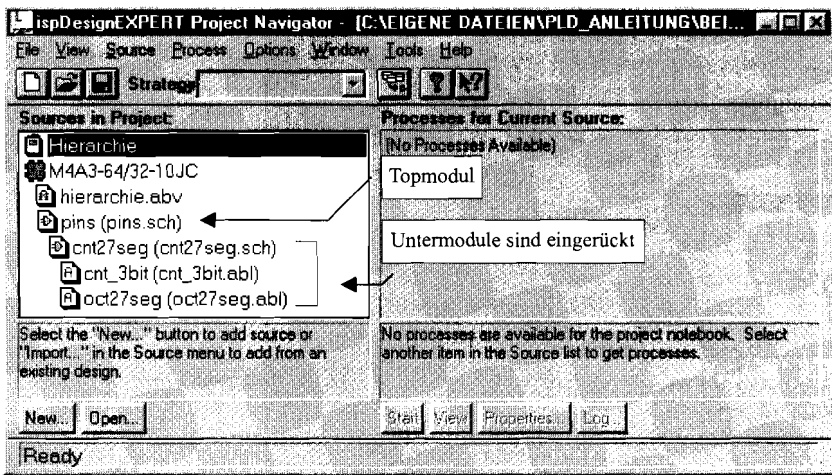 ispDesignEXPERT Project Navigator - [C:\EIGENE DATEIEN\PLD_ANLEITUNG\BEI...
File View Source Process Options Window Tools Help
Strategy
Sources in Project:
Processes for Current Source:
Hierarchie
(No Processes Available)
M4A3-64/32-10JC
Topmodul
hierarchie.abv
pins (pins.sch)
cnt27seg (cnt27seg.sch)
Untermodule sind eingerückt
cnt_3bit (cnt_3bit.abl)
oct27seg (oct27seg.abl)
Select the "New..." button to add source or
"Import..." in the Source menu to add from an
existing design.
No processes are available for the project notebook. Select
another item in the Source list to get processes.
New... Open...
Start View Properties... Log...
Ready